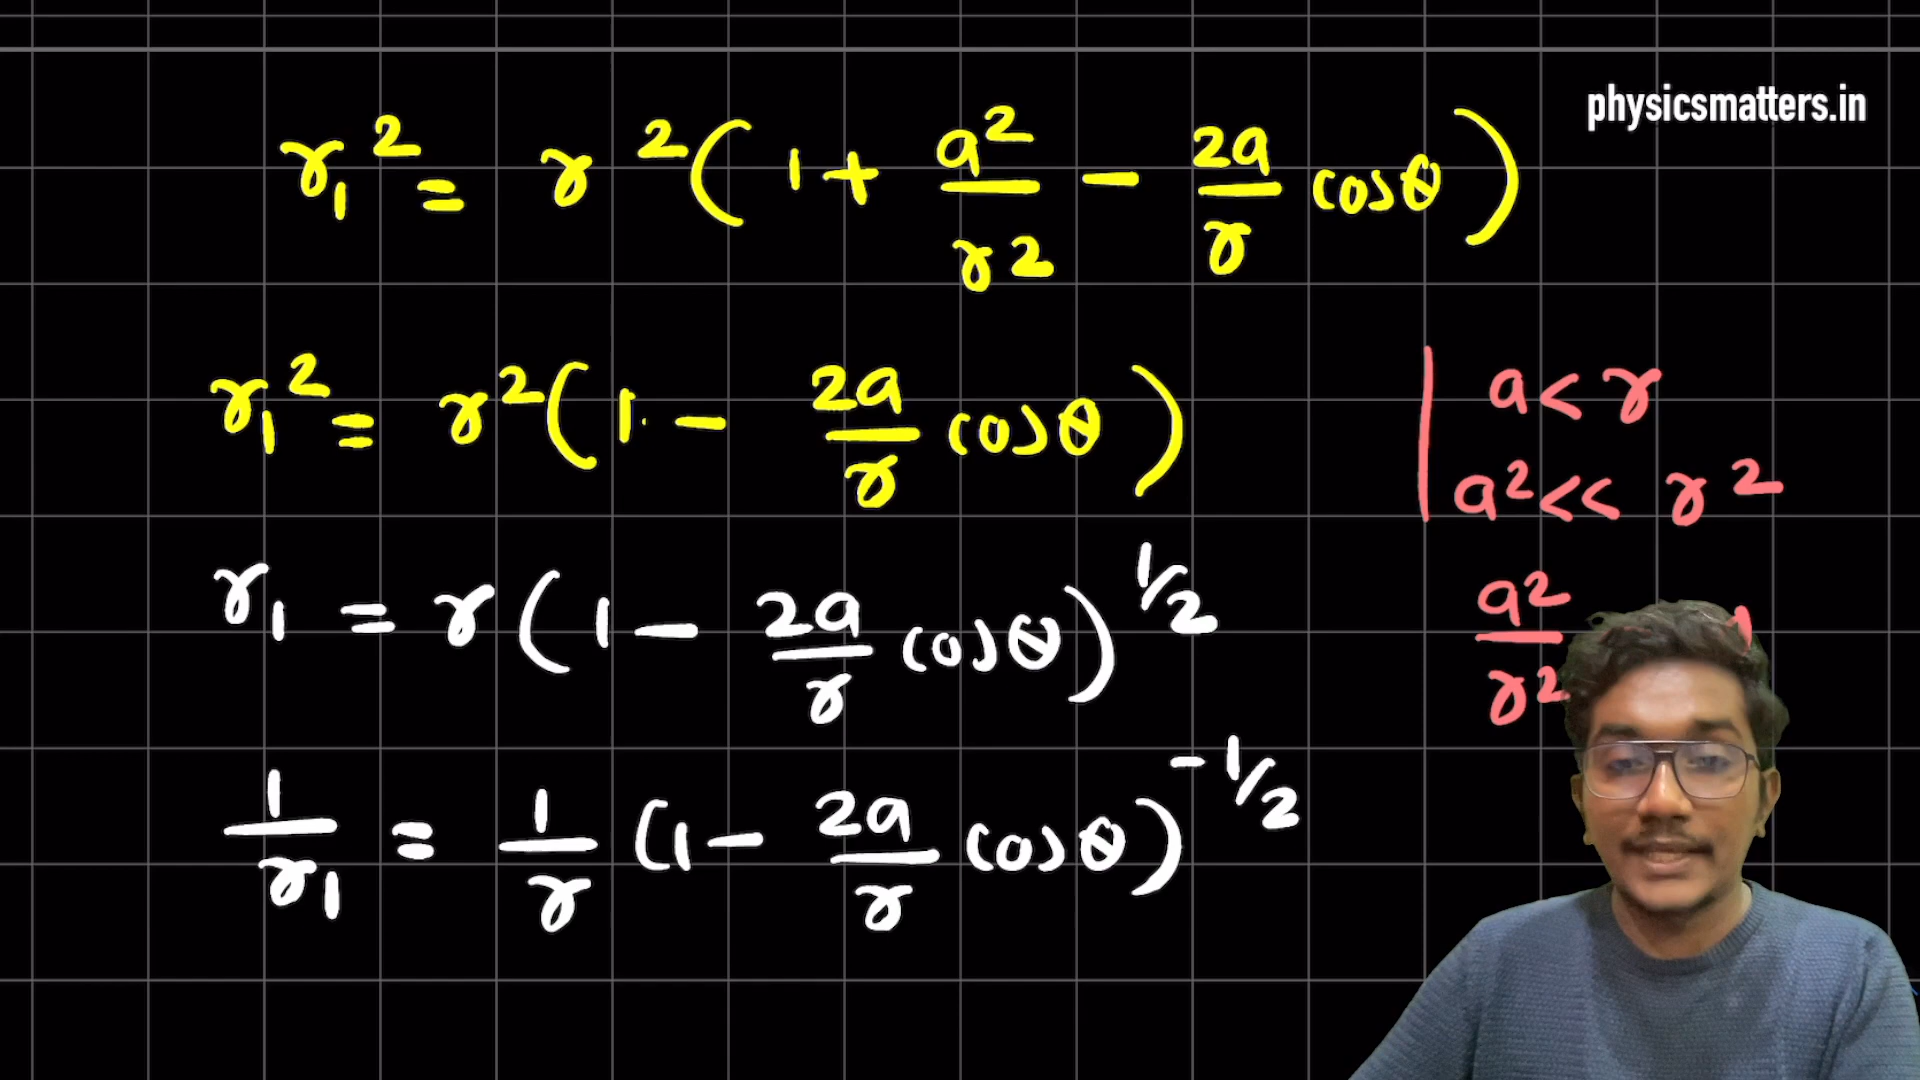 physicsmatters.in
r₁² = r² (1 + a²/r² − 2a/r cosθ)
r₁² = r² (1 − 2a/r cosθ)
a < r
a² << r²
r₁ = r (1 − 2a/r cosθ)^1/2
a²/r² 1
1/r₁ = 1/r (1 − 2a/r cosθ)^−1/2